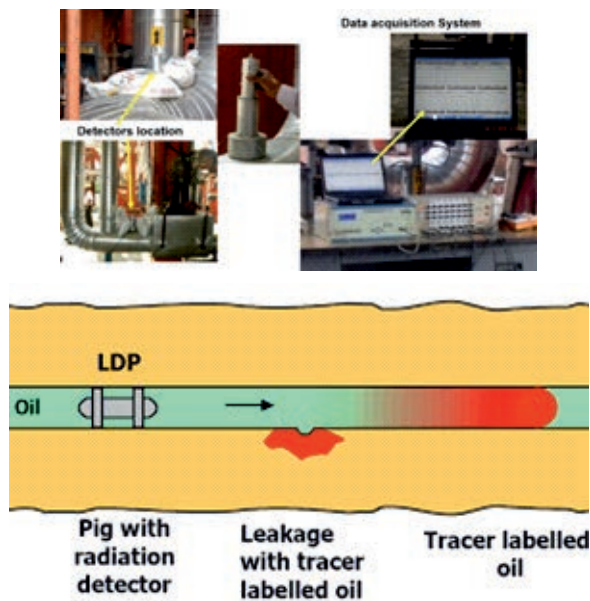 Data acquisition System
1
Detectors location
LDP
Oil
Pig with
radiation
detector
Leakage
with tracer
labelled oil
Tracer labelled
oil